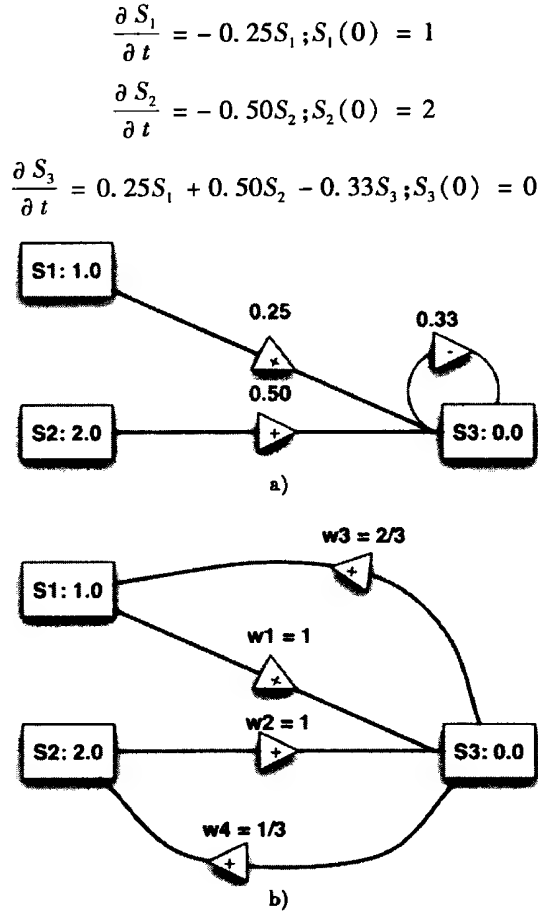 ∂S₁/∂t = -0.25S₁; S₁(0) = 1
∂S₂/∂t = -0.50S₂; S₂(0) = 2
∂S₃/∂t = 0.25S₁ + 0.50S₂ - 0.33S₃; S₃(0) = 0
S1: 1.0
0.25
+
0.33
-
0.50
S2: 2.0
+
S3: 0.0
a)
w3 = 2/3
+
S1: 1.0
w1 = 1
+
w2 = 1
S2: 2.0
+
S3: 0.0
w4 = 1/3
+
b)